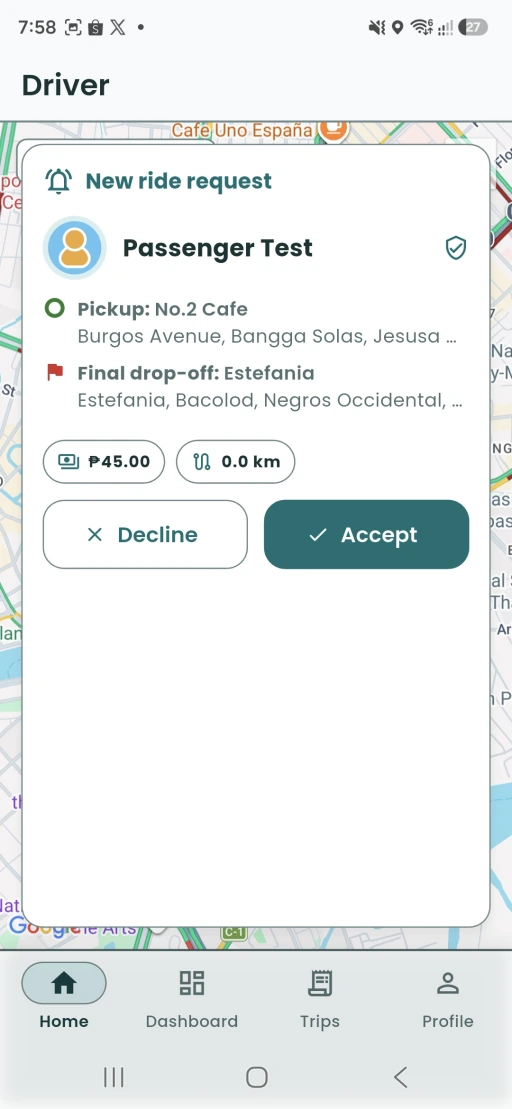 7:58
27
Driver
Cafe Uno España
New ride request
Passenger Test
Pickup: No.2 Cafe
Burgos Avenue, Bangga Solas, Jesusa ...
Final drop-off: Estefania
Estefania, Bacolod, Negros Occidental, ...
₱45.00
0.0 km
Decline
Accept
St
C-1
Home
Dashboard
Trips
Profile